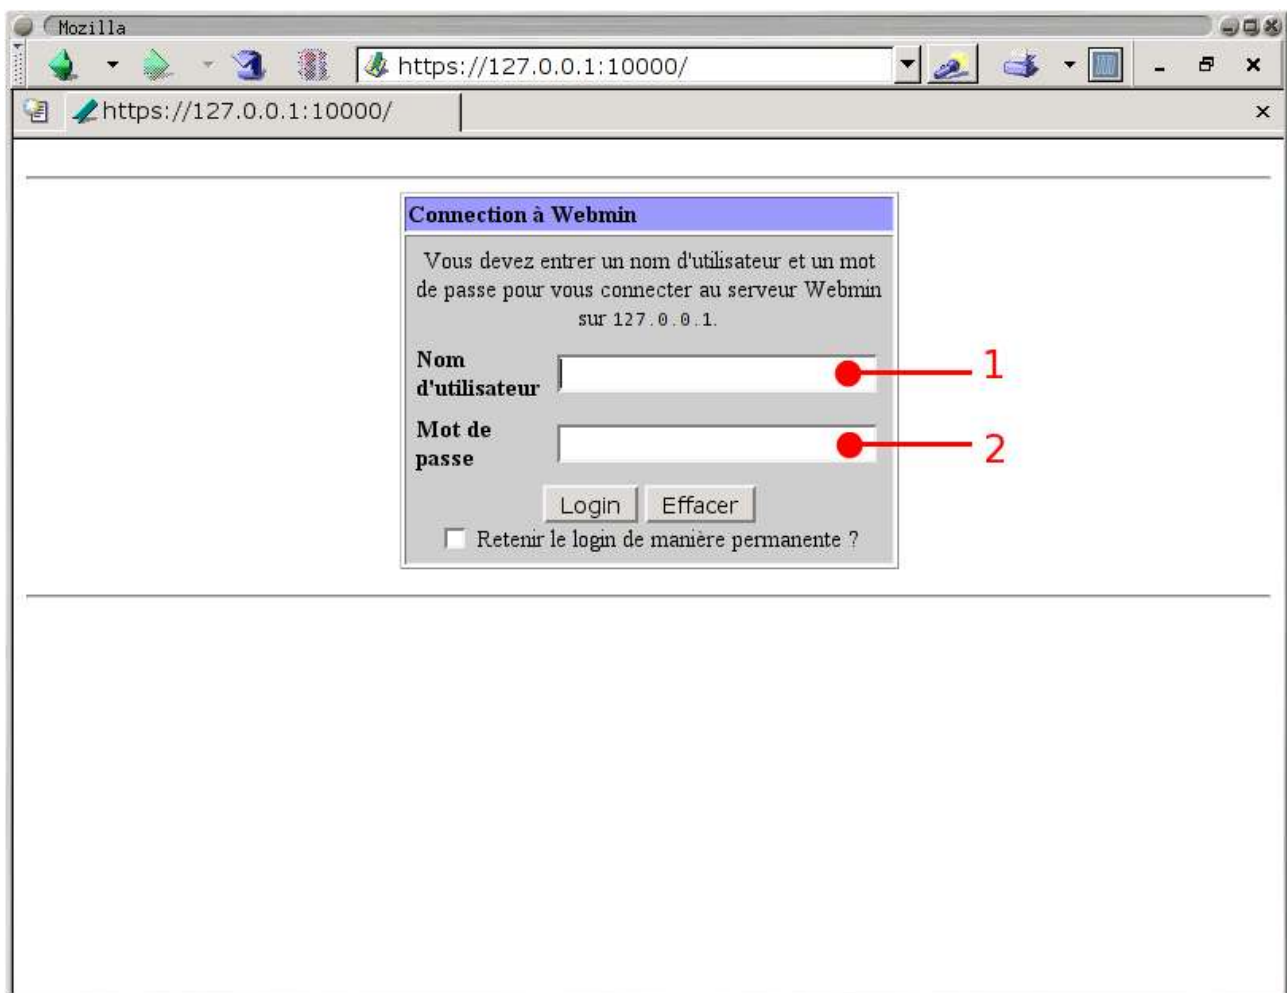 Mozilla
https://127.0.0.1:10000/
https://127.0.0.1:10000/
Connection à Webmin
Vous devez entrer un nom d'utilisateur et un mot
de passe pour vous connecter au serveur Webmin
sur 127.0.0.1.
Nom
d'utilisateur
1
Mot de
passe
2
Login Effacer
Retenir le login de manière permanente ?